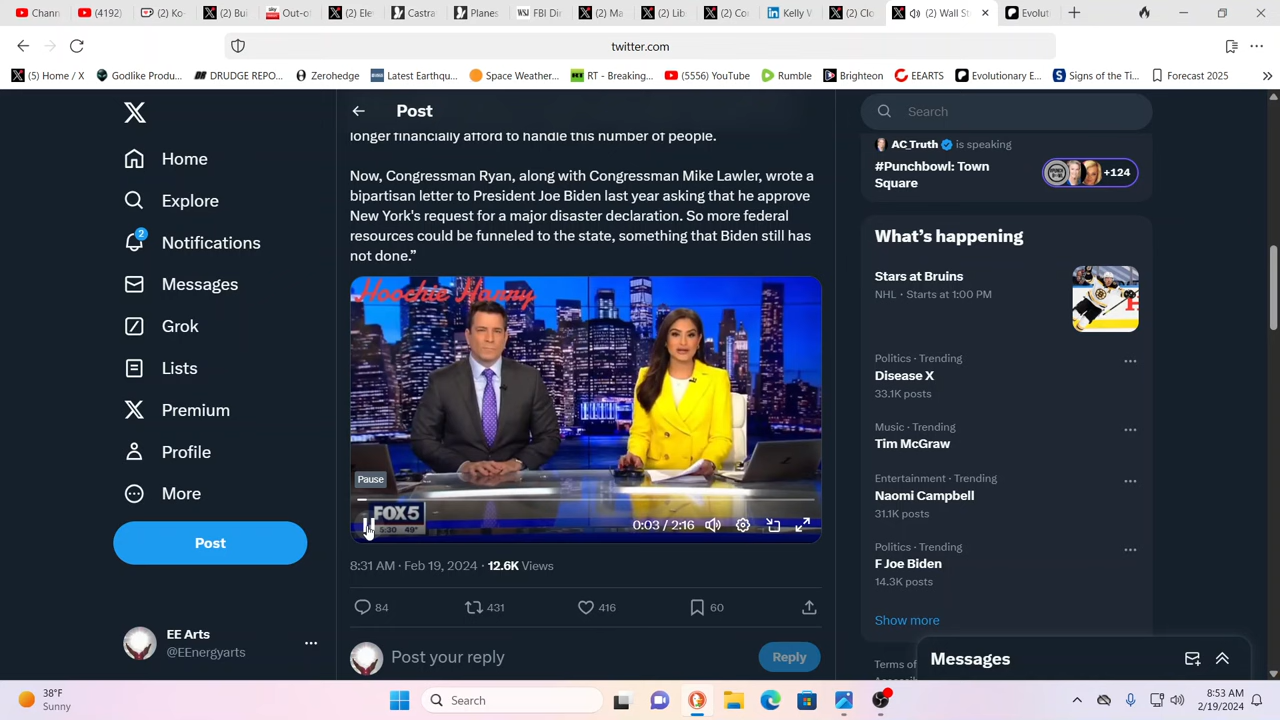 Chann
(4192)
(2) Ko
(2) Bu
Out-o
(2) Ele
Castra
Planes
WSJ FBI Di
(2) Ma
(2) Lib
(2) Co
Kelly V
(2) Clo
(2) Wall St
Evoluti
twitter.com
(5) Home / X
Godlike Produ...
DRUDGE REPO...
Zerohedge
Latest Earthqu...
Space Weather...
RT - Breaking...
(5556) YouTube
Rumble
Brighteon
EEARTS
Evolutionary E...
Signs of the Ti...
Forecast 2025
Home
Explore
2
Notifications
Messages
Grok
Lists
Premium
Profile
More
Post
EE Arts
@EEnergyarts
Post
longer financially afford to handle this number of people.
Now, Congressman Ryan, along with Congressman Mike Lawler, wrote a
bipartisan letter to President Joe Biden last year asking that he approve
New York's request for a major disaster declaration. So more federal
resources could be funneled to the state, something that Biden still has
not done.”
Hoochie Harry
Pause
FOX5
5:30 49°
0:03 / 2:16
8:31 AM · Feb 19, 2024 · 12.6K Views
84
431
416
60
Post your reply
Reply
Search
AC_Truth is speaking
#Punchbowl: Town
Square
+124
What’s happening
Stars at Bruins
NHL · Starts at 1:00 PM
Politics · Trending
Disease X
33.1K posts
Music · Trending
Tim McGraw
Entertainment · Trending
Naomi Campbell
31.1K posts
Politics · Trending
F Joe Biden
14.3K posts
Show more
Terms of
Messages
38°F
Sunny
Search
8:53 AM
2/19/2024